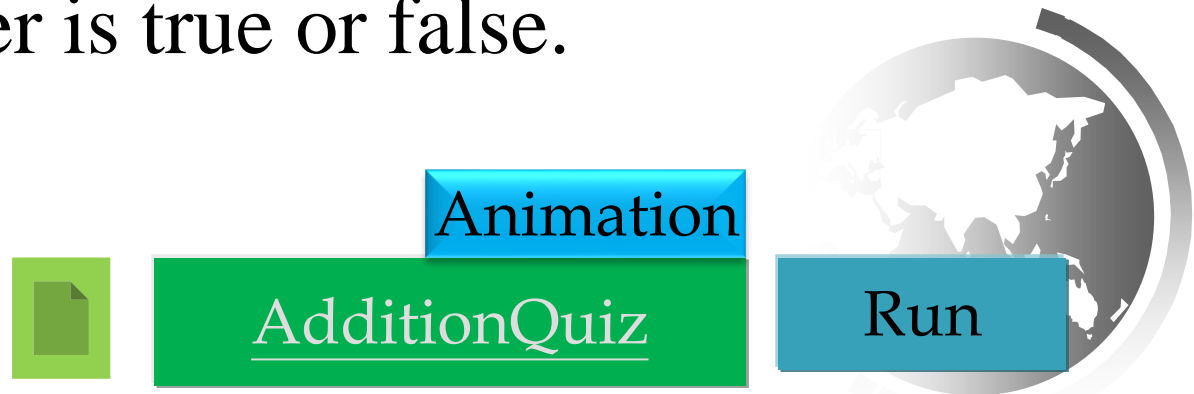 er is true or false.
Animation
AdditionQuiz
Run